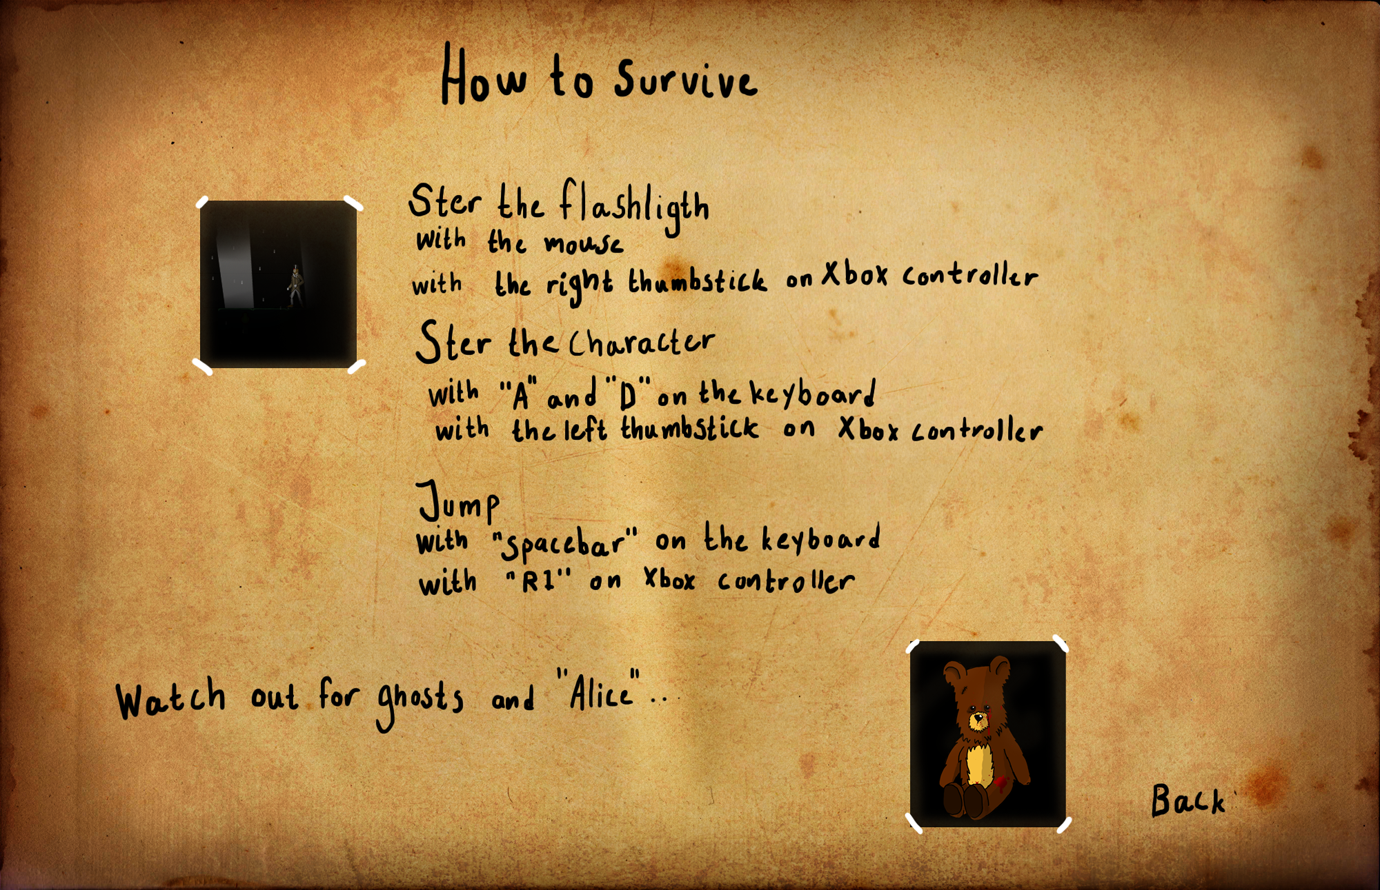 How to Survive
Ster the flashligth
with the mouse
with the right thumbstick on Xbox controller
Ster the Character
with "A" and "D" on the keyboard
with the left thumbstick on Xbox controller
Jump
with "spacebar" on the keyboard
with "R1" on Xbox controller
Watch out for ghosts and "Alice"..
Back